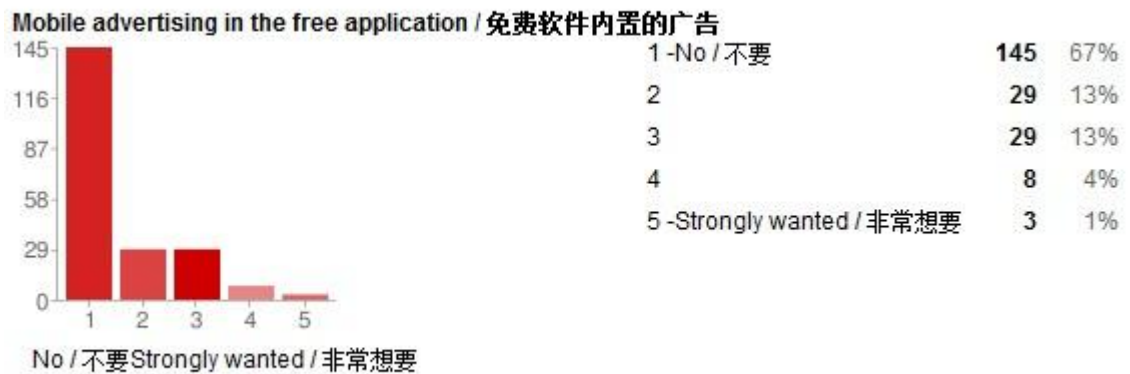 Mobile advertising in the free application / 免费软件内置的广告
145
116
87
58
29
0
1 2 3 4 5
No / 不要Strongly wanted / 非常想要
1 -No / 不要 145 67%
2 29 13%
3 29 13%
4 8 4%
5 -Strongly wanted / 非常想要 3 1%